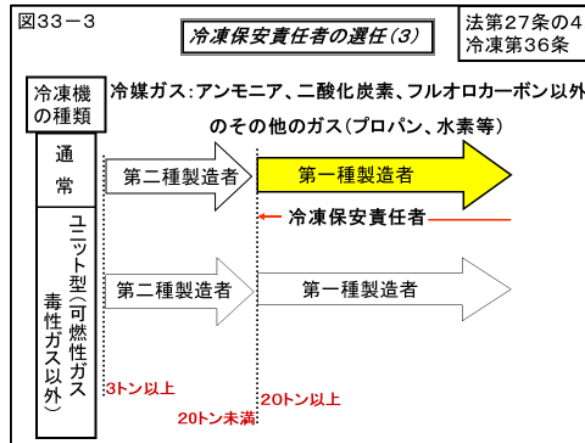 図33-3
冷凍保安責任者の選任(3)
法第27条の4
冷凍第36条
冷凍機
の種類
冷媒ガス:アンモニア、二酸化炭素、フルオロカーボン以外
のその他のガス(プロパン、水素等)
通常
第二種製造者
第一種製造者
冷凍保安責任者
ユニット型(可燃性ガス
毒性ガス以外)
第二種製造者
第一種製造者
3トン以上
20トン未満
20トン以上